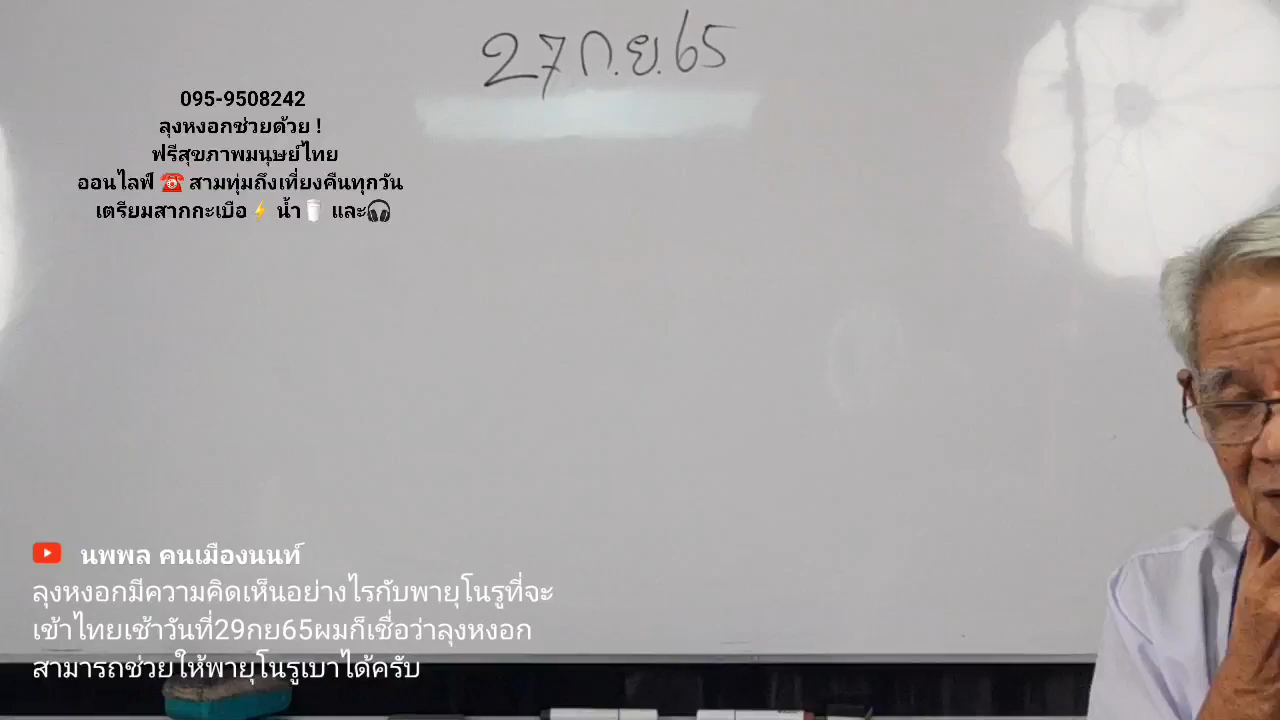 27 ก.ย. 65
095-9508242
ลุงหงอกช่วยด้วย !
ฟรีสุขภาพมนุษย์ไทย
ออนไลฟ์ ☎️ สามทุ่มถึงเที่ยงคืนทุกวัน
เตรียมสากกะเบือ⚡ น้ำ🥛 และ🎧
นพพล คนเมืองนนท์
ลุงหงอกมีความคิดเห็นอย่างไรกับพายุโนรูที่จะ
เข้าไทยเช้าวันที่29กย65ผมก็เชื่อว่าลุงหงอก
สามารถช่วยให้พายุโนรูเบาได้ครับ